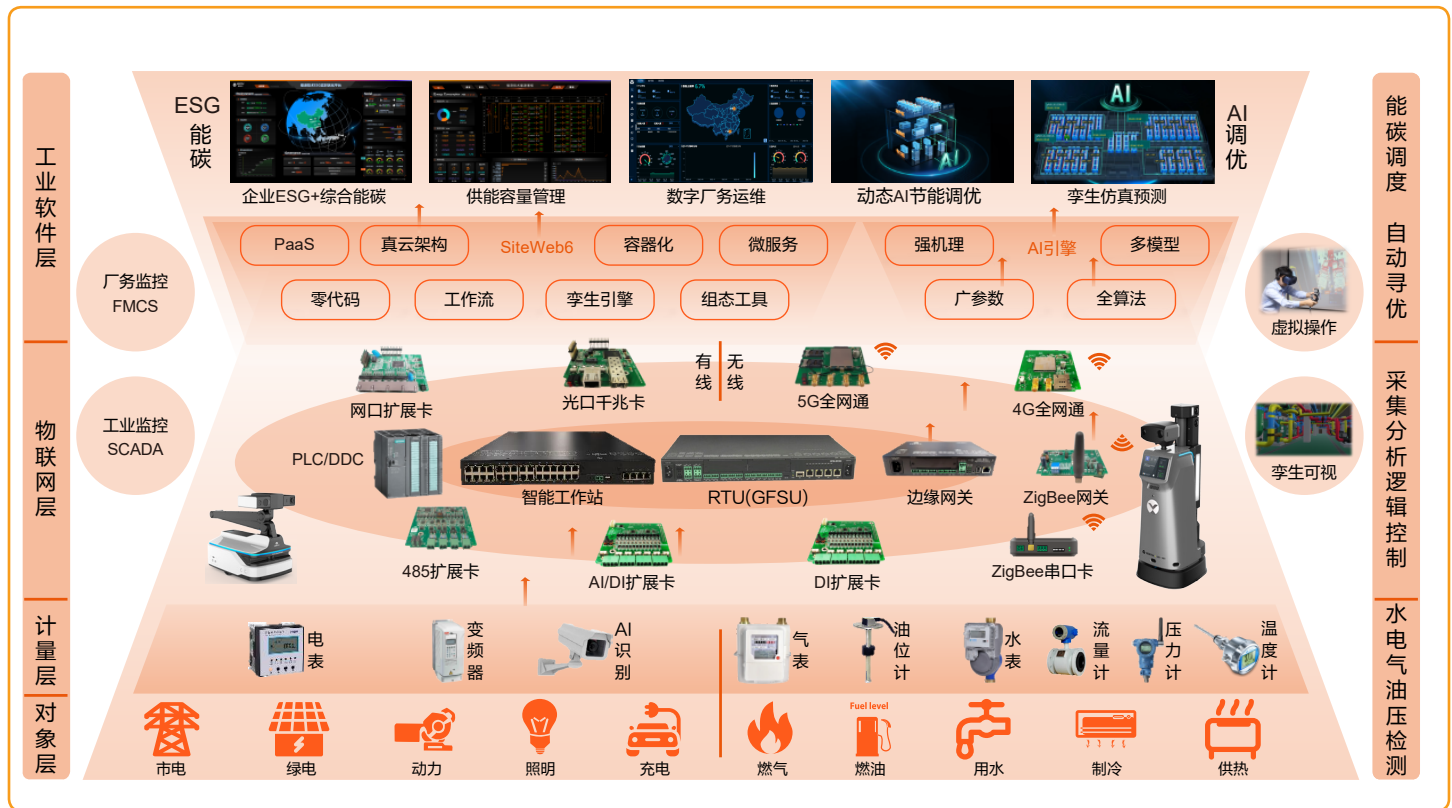 工业软件层
物联网层
计量层
对象层
厂务监控
FMCS
工业监控
SCADA
ESG
能碳
AI
调优
企业ESG+综合能碳
供能容量管理
数字厂务运维
动态AI节能调优
孪生仿真预测
AI
AI
PaaS
真云架构
SiteWeb6
容器化
微服务
强机理
AI引擎
多模型
零代码
工作流
孪生引擎
组态工具
广参数
全算法
有线
无线
网口扩展卡
光口千兆卡
5G全网通
4G全网通
PLC/DDC
智能工作站
RTU(GFSU)
边缘网关
ZigBee网关
485扩展卡
AI/DI扩展卡
DI扩展卡
ZigBee串口卡
电表
变频器
AI
识别
气表
油位计
水表
流量计
压力计
温度计
Fuel level
市电
绿电
动力
照明
充电
燃气
燃油
用水
制冷
供热
虚拟操作
孪生可视
能碳调度
自动寻优
采集分析逻辑控制
水电气油压检测